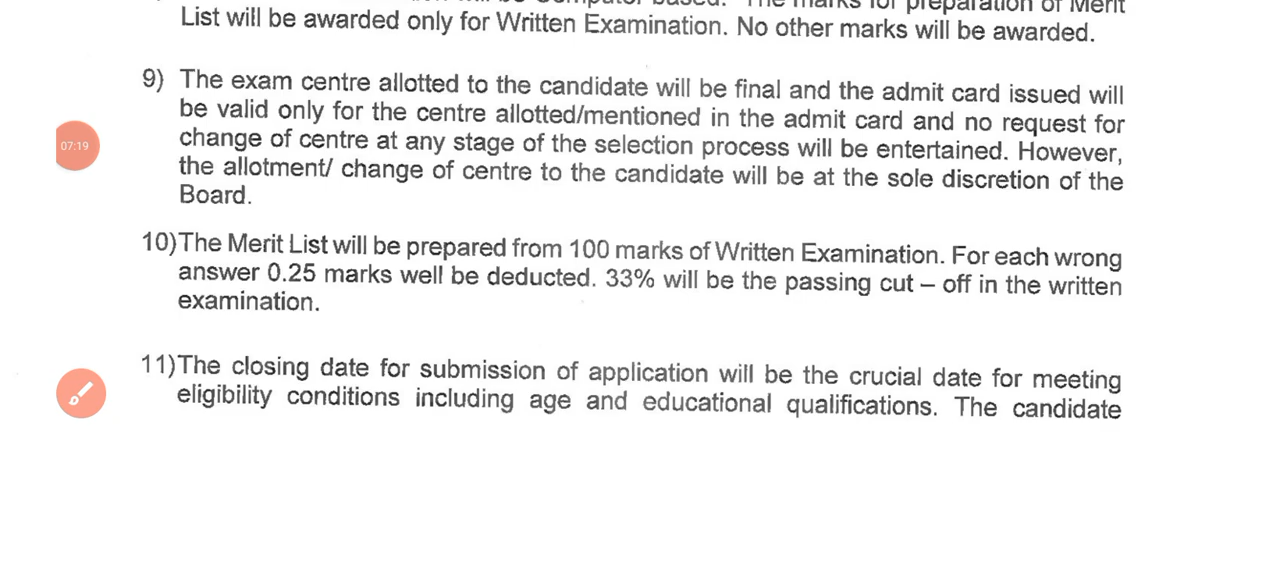 List will be awarded only for Written Examination. No other marks will be awarded.
9) The exam centre allotted to the candidate will be final and the admit card issued will
be valid only for the centre allotted/mentioned in the admit card and no request for
change of centre at any stage of the selection process will be entertained. However,
the allotment/ change of centre to the candidate will be at the sole discretion of the
Board.
07:19
10)The Merit List will be prepared from 100 marks of Written Examination. For each wrong
answer 0.25 marks well be deducted. 33% will be the passing cut – off in the written
examination.
11)The closing date for submission of application will be the crucial date for meeting
eligibility conditions including age and educational qualifications. The candidate